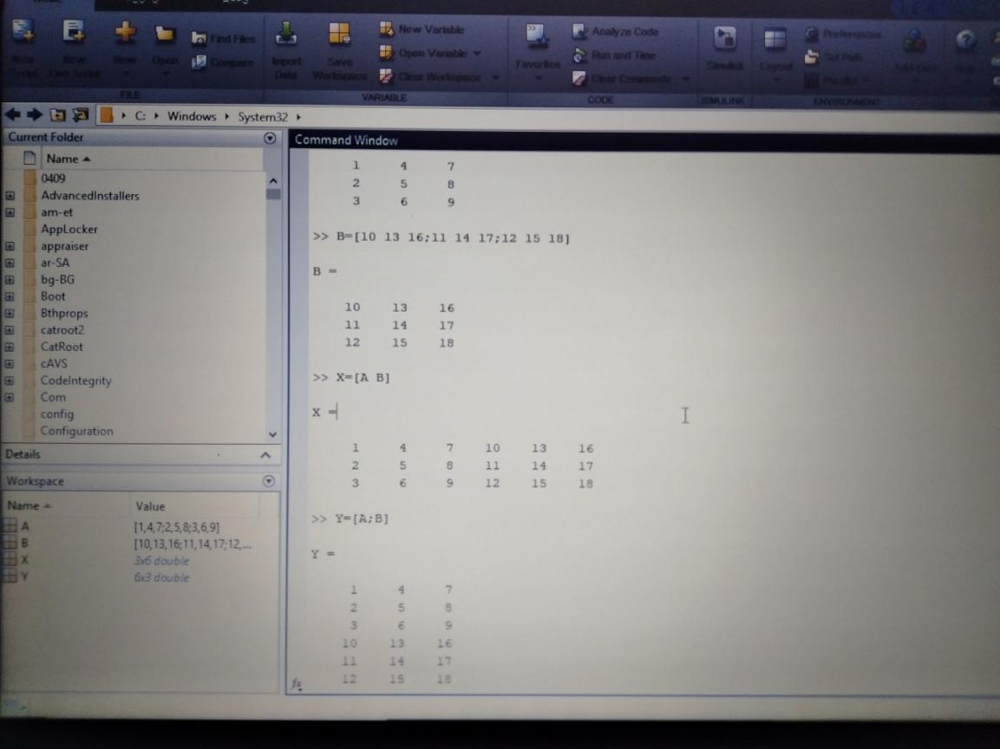 New Script
New Live Script
New
Open
Find Files
Compare
Import Data
Save Workspace
New Variable
Open Variable
Clear Workspace
Favorites
Analyze Code
Run and Time
Clear Commands
Simulink
Layout
Preferences
Set Path
Parallel
Add-Ons
Help
FILE
VARIABLE
CODE
SIMULINK
ENVIRONMENT
C: Windows System32
Current Folder
Name
0409
AdvancedInstallers
am-et
AppLocker
appraiser
ar-SA
bg-BG
Boot
Bthprops
catroot2
CatRoot
cAVS
CodeIntegrity
Com
config
Configuration
Details
Workspace
Name Value
A [1,4,7;2,5,8;3,6,9]
B [10,13,16;11,14,17;12,...
X 3x6 double
Y 6x3 double
Command Window
1 4 7
2 5 8
3 6 9
>> B=[10 13 16;11 14 17;12 15 18]
B =
10 13 16
11 14 17
12 15 18
>> X=[A B]
X =
1 4 7 10 13 16
2 5 8 11 14 17
3 6 9 12 15 18
>> Y=[A;B]
Y =
1 4 7
2 5 8
3 6 9
10 13 16
11 14 17
12 15 18
fx